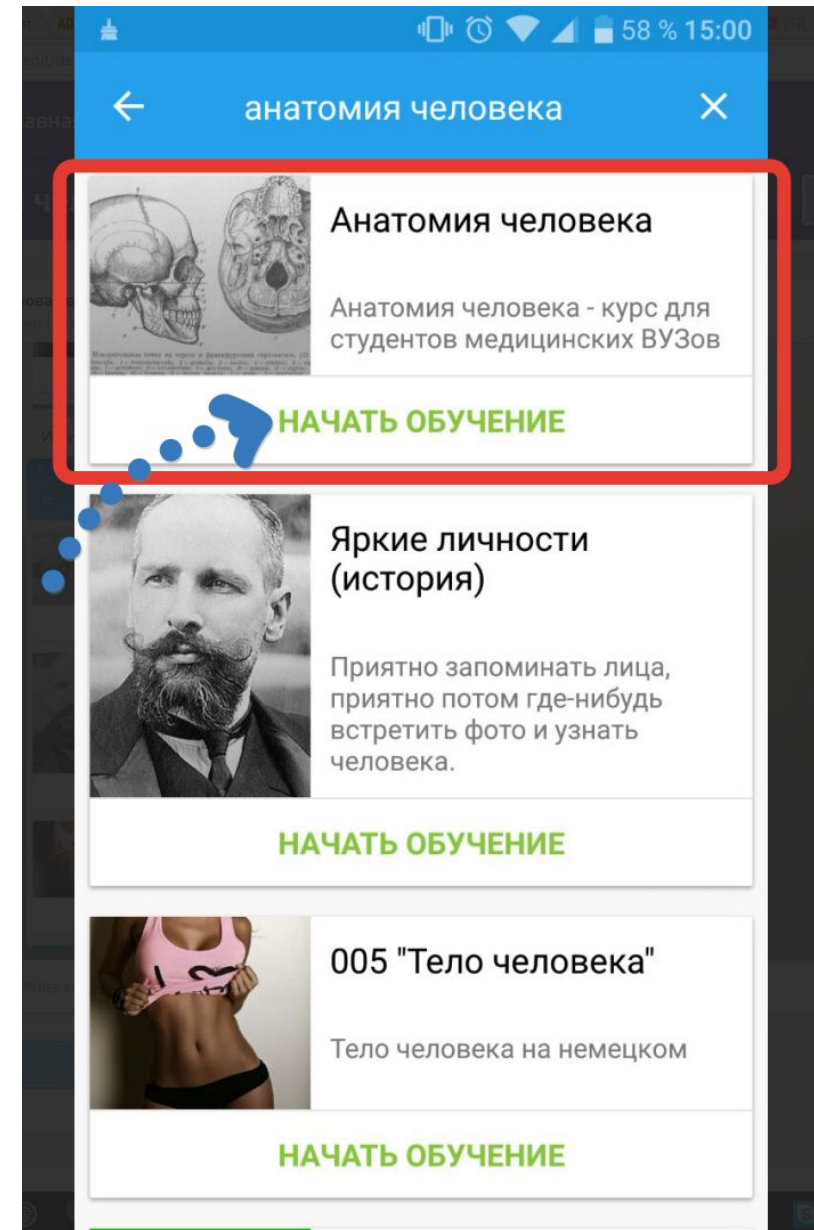 58 % 15:00
анатомия человека
Анатомия человека
Анатомия человека - курс для
студентов медицинских ВУЗов
НАЧАТЬ ОБУЧЕНИЕ
Яркие личности
(история)
Приятно запоминать лица,
приятно потом где-нибудь
встретить фото и узнать
человека.
НАЧАТЬ ОБУЧЕНИЕ
005 "Тело человека"
Тело человека на немецком
НАЧАТЬ ОБУЧЕНИЕ